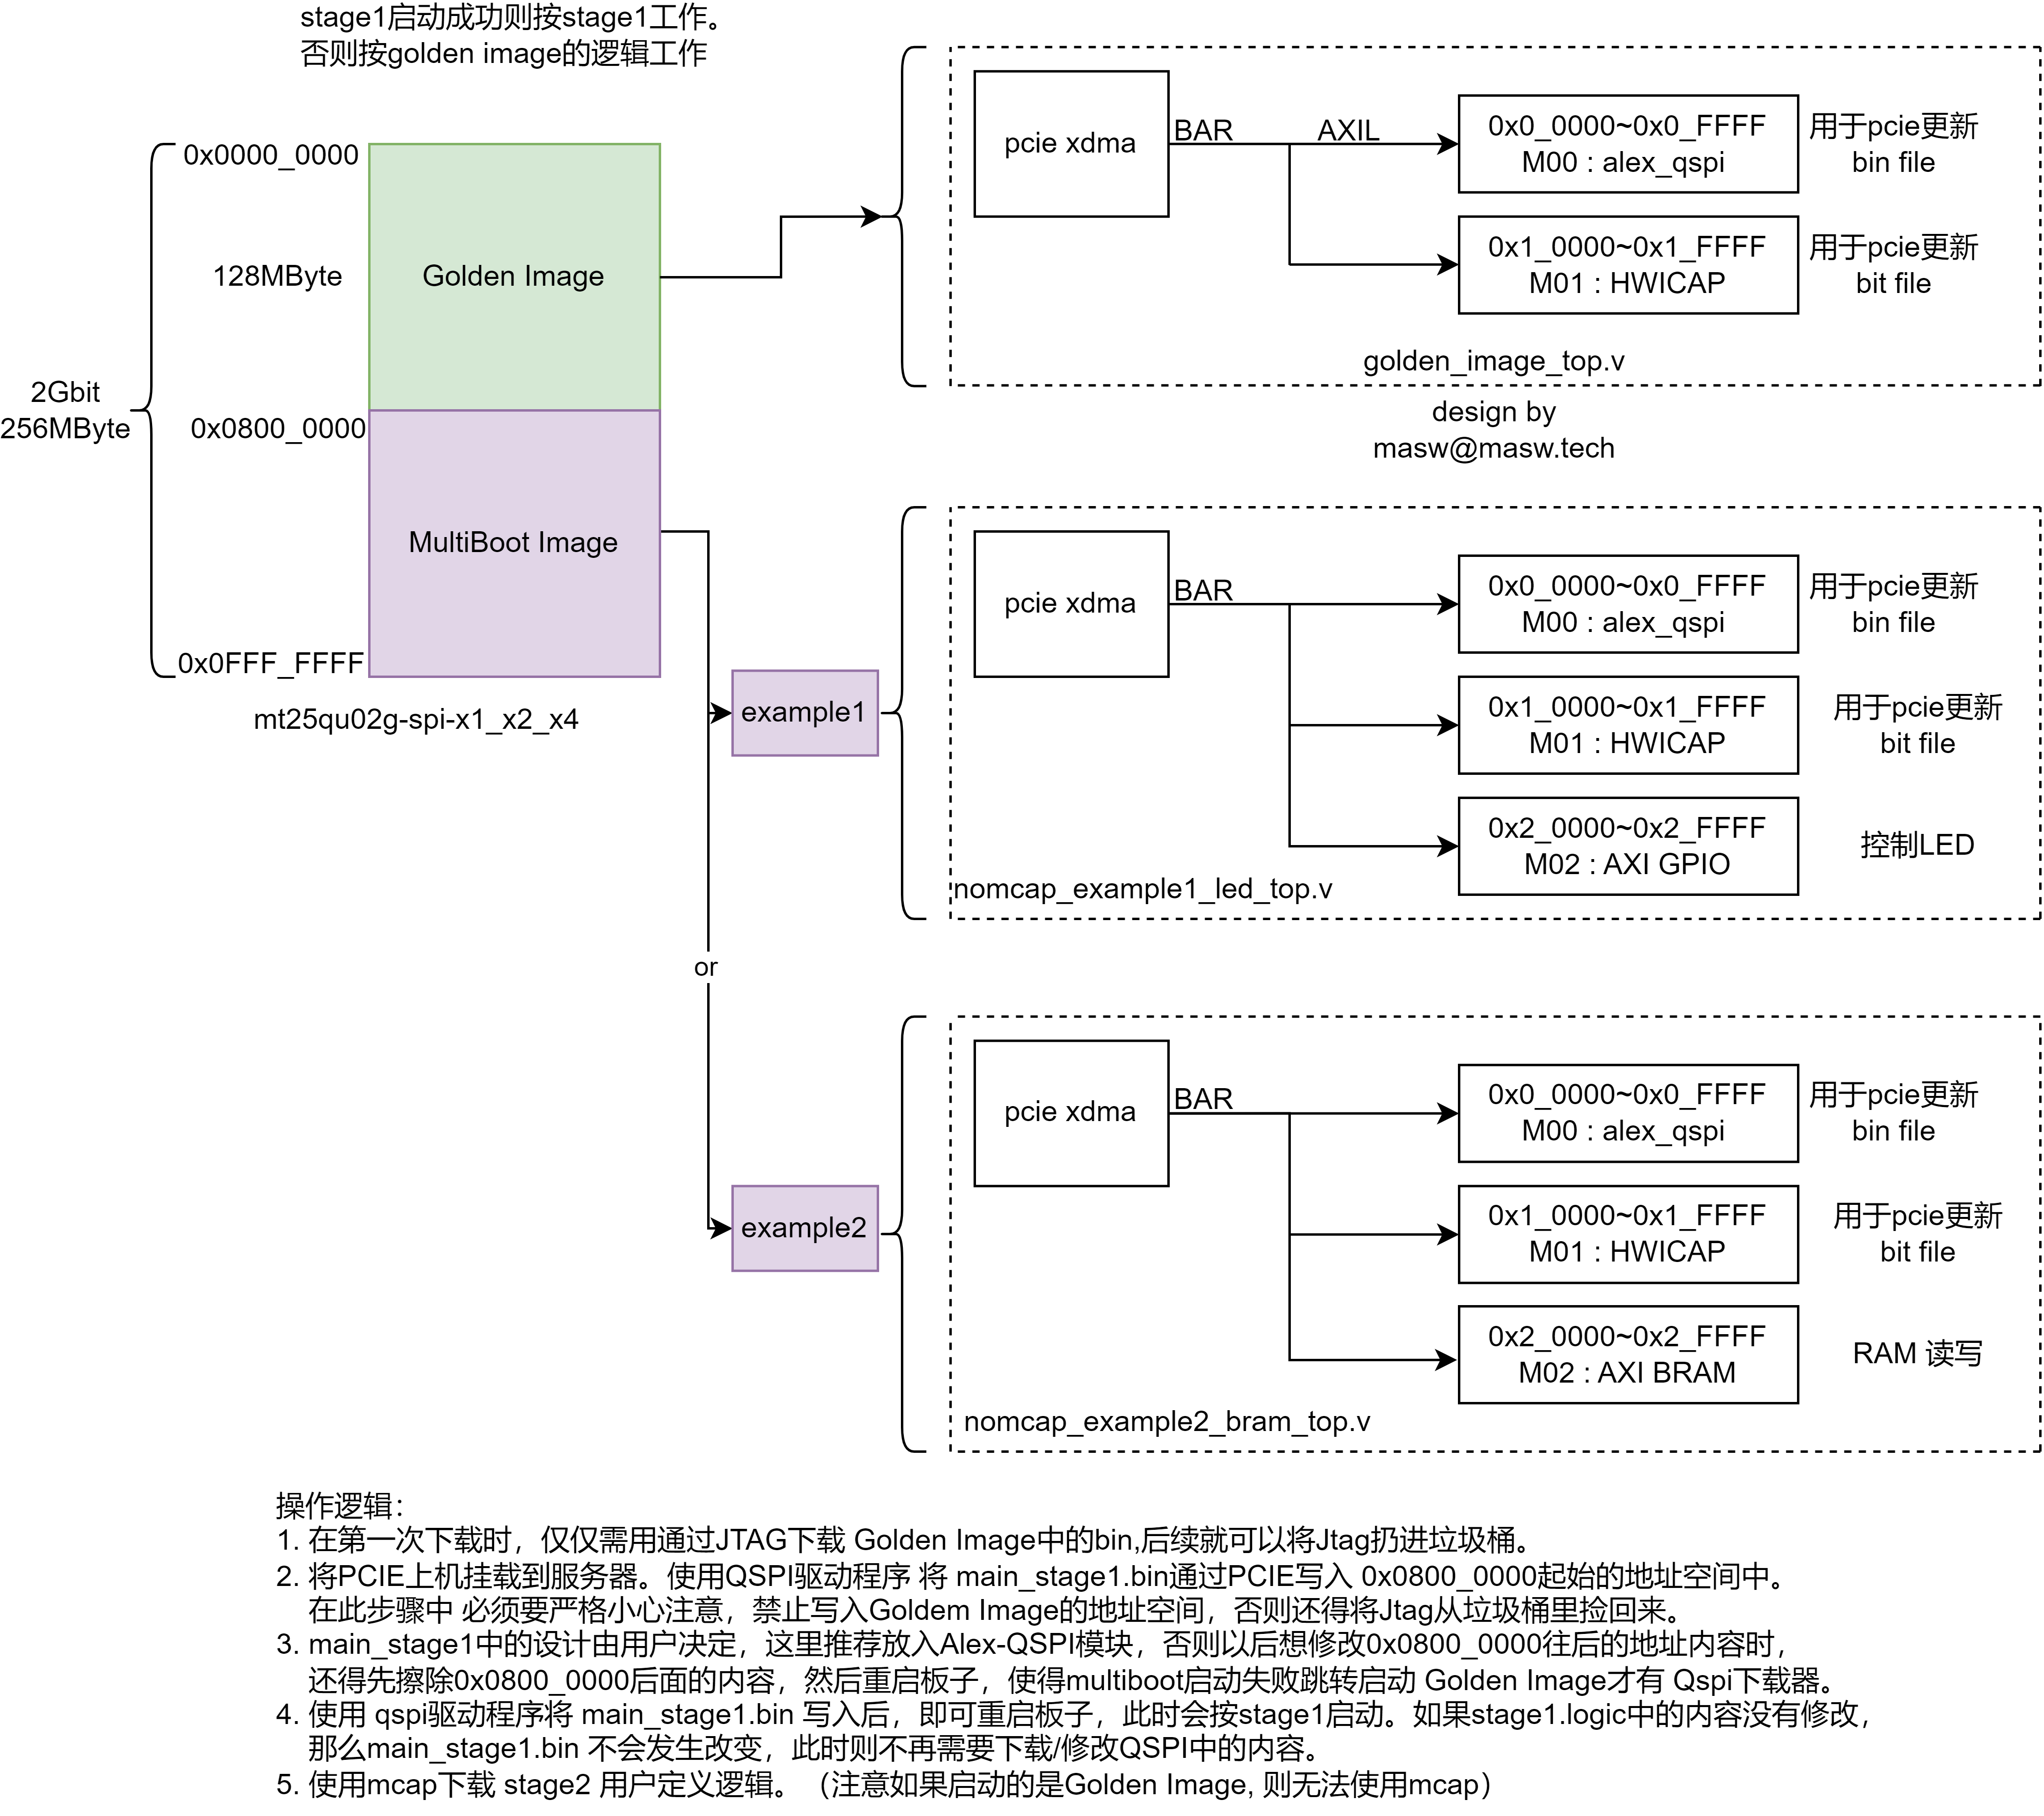 stage1启动成功则按stage1工作。
否则按golden image的逻辑工作
0x0000_0000
128MByte
Golden Image
2Gbit
256MByte
0x0800_0000
MultiBoot Image
0x0FFF_FFFF
mt25qu02g-spi-x1_x2_x4
pcie xdma
BAR
AXIL
0x0_0000~0x0_FFFF
M00 : alex_qspi
用于pcie更新
bin file
0x1_0000~0x1_FFFF
M01 : HWICAP
用于pcie更新
bit file
golden_image_top.v
design by
masw@masw.tech
example1
pcie xdma
BAR
0x0_0000~0x0_FFFF
M00 : alex_qspi
用于pcie更新
bin file
0x1_0000~0x1_FFFF
M01 : HWICAP
用于pcie更新
bit file
0x2_0000~0x2_FFFF
M02 : AXI GPIO
控制LED
nomcap_example1_led_top.v
or
example2
pcie xdma
BAR
0x0_0000~0x0_FFFF
M00 : alex_qspi
用于pcie更新
bin file
0x1_0000~0x1_FFFF
M01 : HWICAP
用于pcie更新
bit file
0x2_0000~0x2_FFFF
M02 : AXI BRAM
RAM 读写
nomcap_example2_bram_top.v
操作逻辑：
1. 在第一次下载时，仅仅需用通过JTAG下载 Golden Image中的bin,后续就可以将Jtag扔进垃圾桶。
2. 将PCIE上机挂载到服务器。使用QSPI驱动程序 将 main_stage1.bin通过PCIE写入 0x0800_0000起始的地址空间中。
在此步骤中 必须要严格小心注意，禁止写入Goldem Image的地址空间，否则还得将Jtag从垃圾桶里捡回来。
3. main_stage1中的设计由用户决定，这里推荐放入Alex-QSPI模块，否则以后想修改0x0800_0000往后的地址内容时，
还得先擦除0x0800_0000后面的内容，然后重启板子，使得multiboot启动失败跳转启动 Golden Image才有 Qspi下载器。
4. 使用 qspi驱动程序将 main_stage1.bin 写入后，即可重启板子，此时会按stage1启动。如果stage1.logic中的内容没有修改，
那么main_stage1.bin 不会发生改变，此时则不再需要下载/修改QSPI中的内容。
5. 使用mcap下载 stage2 用户定义逻辑。（注意如果启动的是Golden Image, 则无法使用mcap）